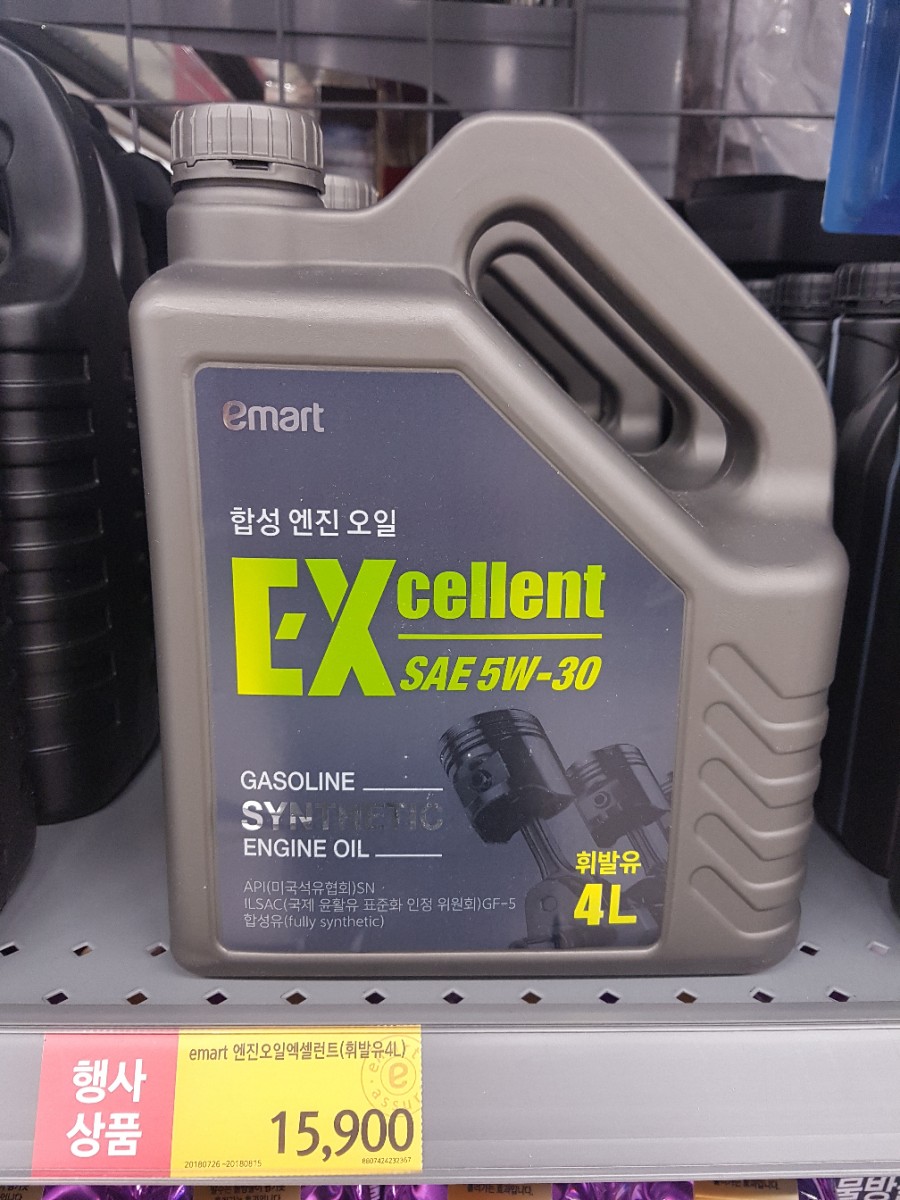 emart
합성 엔진 오일
EXcellent
SAE 5W-30
GASOLINE
SYNTHETIC
ENGINE OIL
API(미국석유협회)SN
ILSAC(국제 윤활유 표준화 인정 위원회)GF-5
합성유(fully synthetic)
휘발유
4L
행사
상품
emart 엔진오일엑셀런트(휘발유4L)
15,900
20180726~20180815